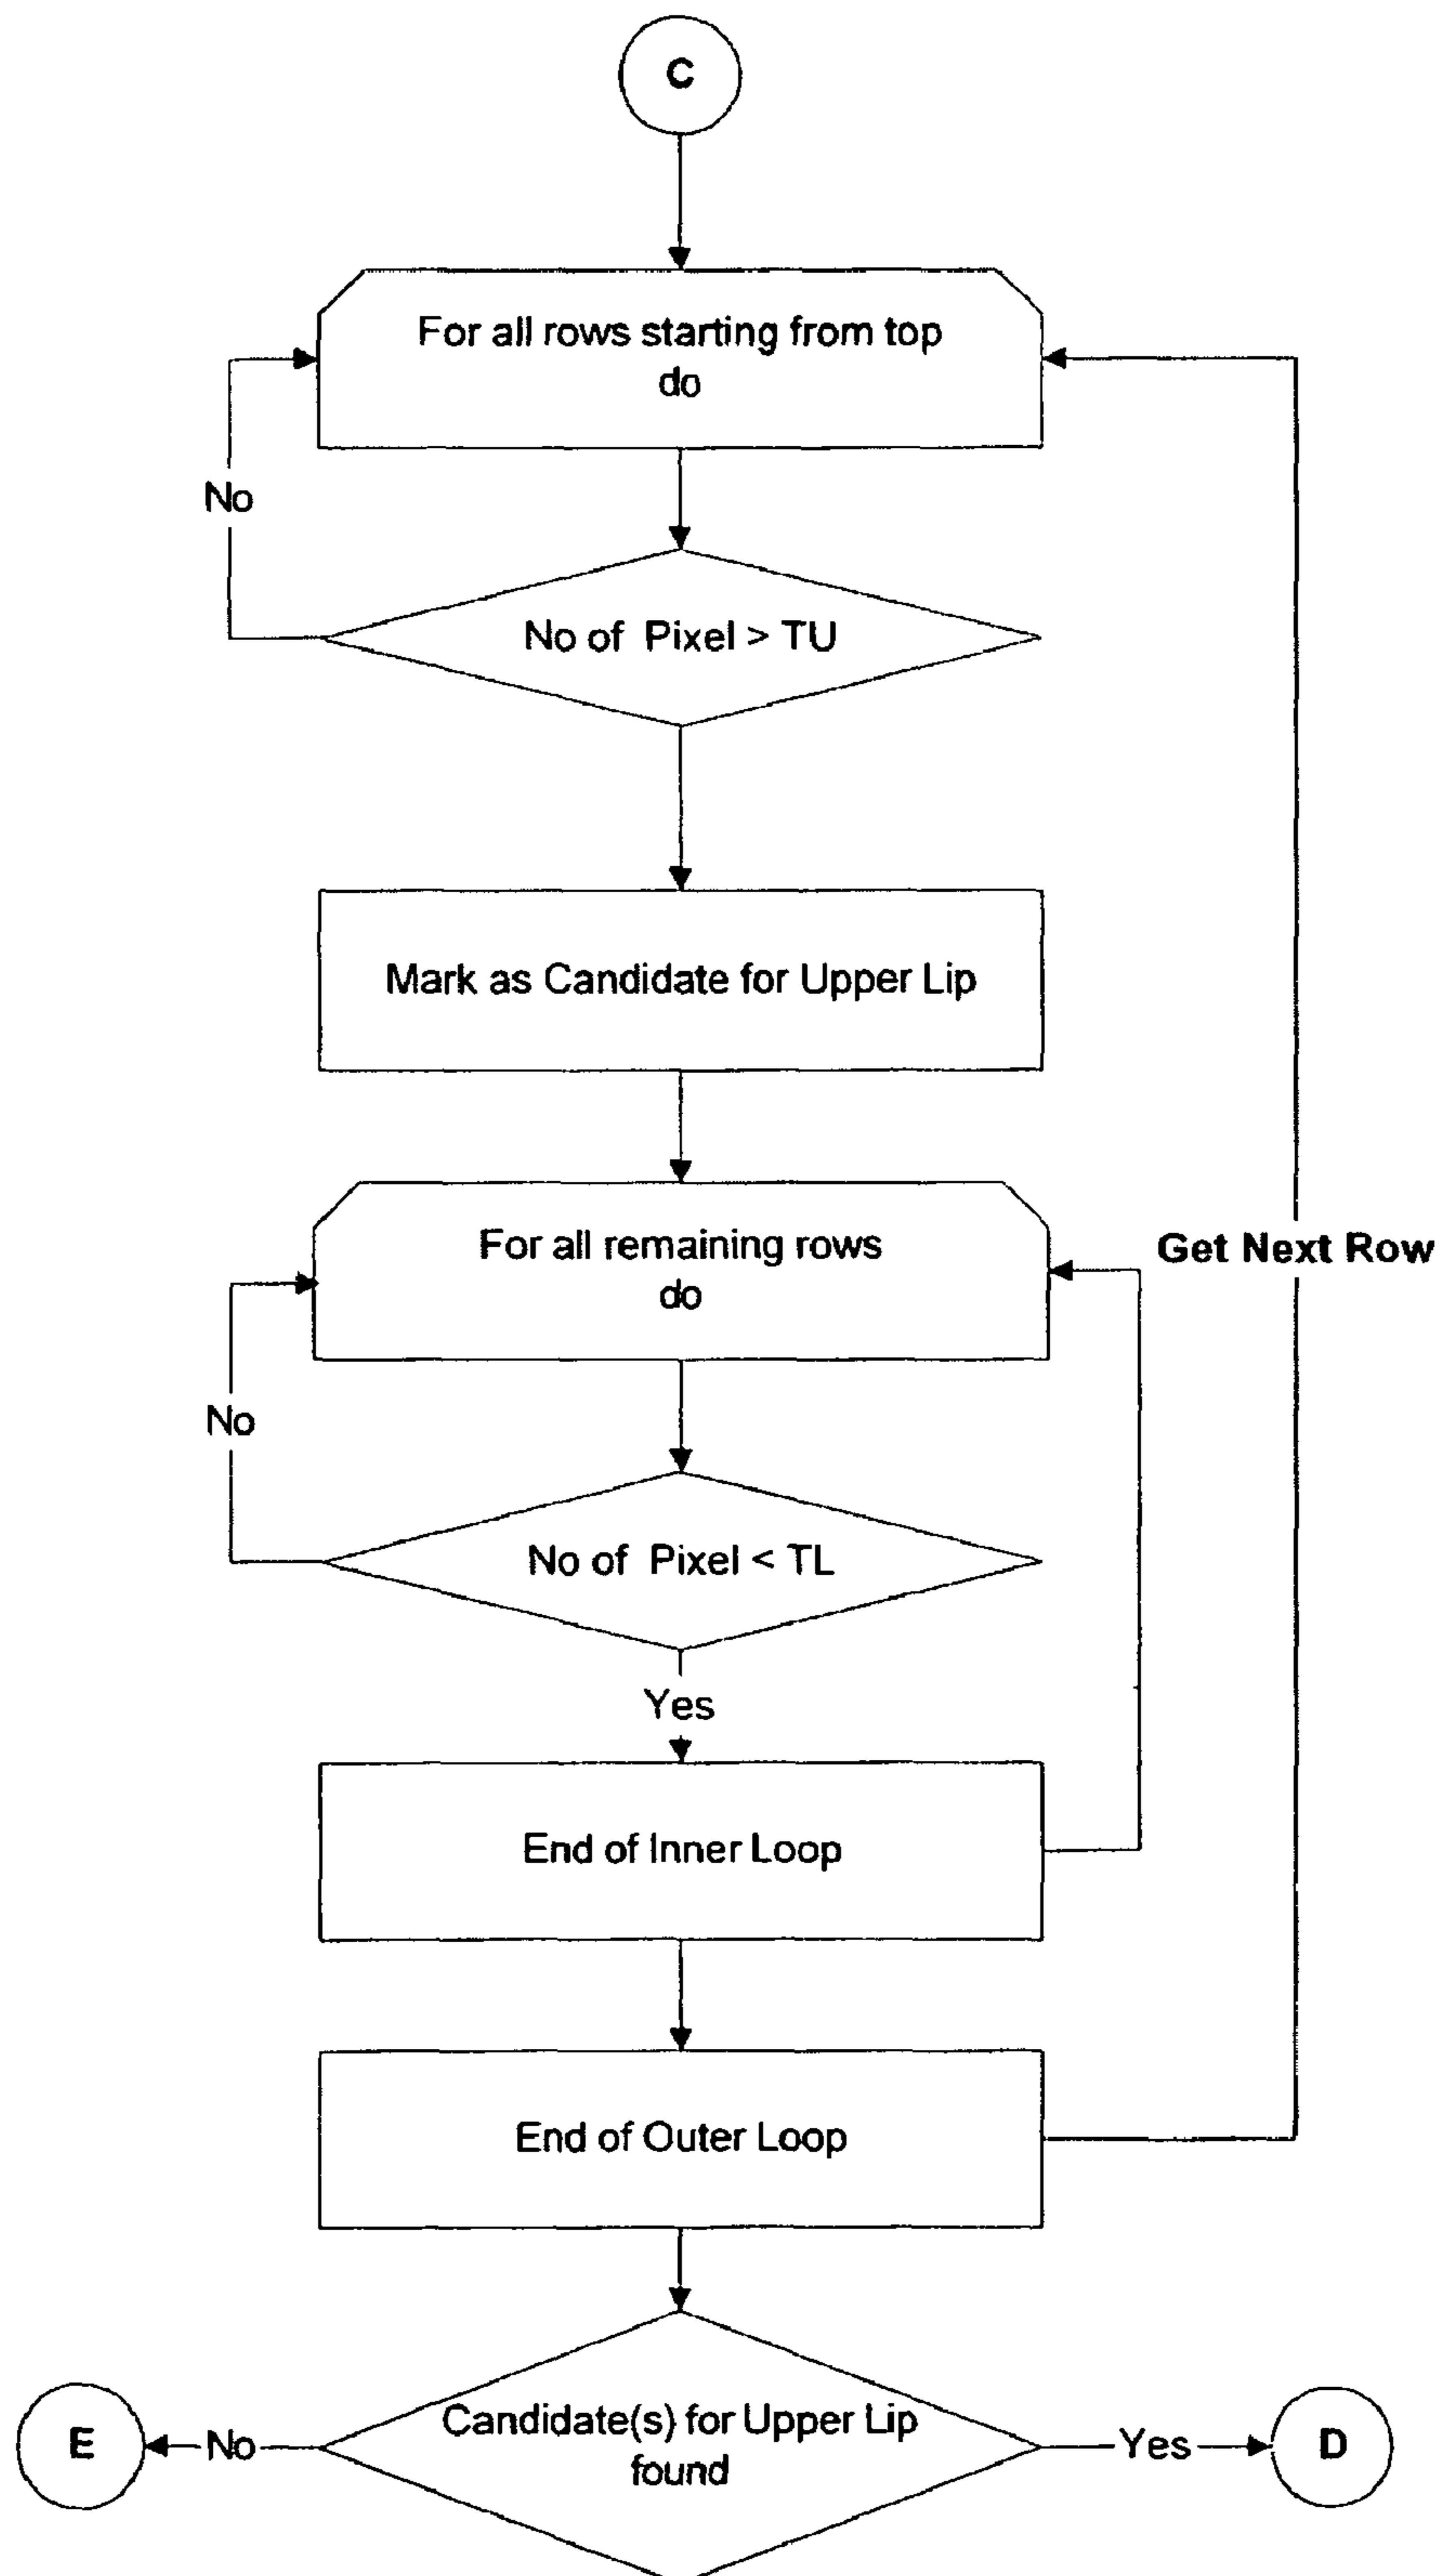 C
For all rows starting from top
do
No
No of Pixel > TU
Mark as Candidate for Upper Lip
For all remaining rows
do
Get Next Row
No
No of Pixel < TL
Yes
End of Inner Loop
End of Outer Loop
Candidate(s) for Upper Lip
found
E
No
Yes
D